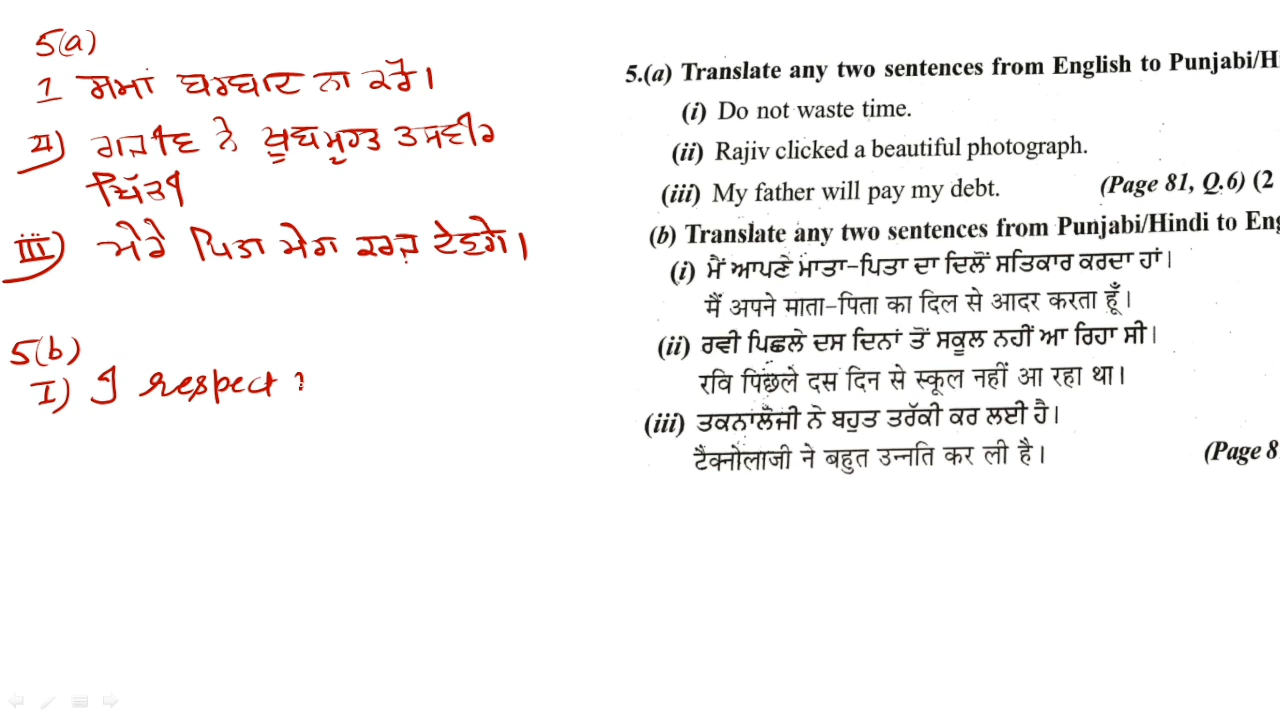 5(a)
1 ਸਮਾਂ ਬਰਬਾਦ ਨਾ ਕਰੋ।
II) ਰਾਜੀਵ ਨੇ ਖੂਬਸੂਰਤ ਤਸਵੀਰ
ਖਿੱਚੀ
III) ਮੇਰੇ ਪਿਤਾ ਮੇਰਾ ਕਰਜ਼ ਦੇਣਗੇ।
5(b)
I) I respect
5.(a) Translate any two sentences from English to Punjabi/Hi
(i) Do not waste time.
(ii) Rajiv clicked a beautiful photograph.
(iii) My father will pay my debt. (Page 81, Q.6) (2
(b) Translate any two sentences from Punjabi/Hindi to Eng
(i) ਮੈਂ ਆਪਣੇ ਮਾਤਾ-ਪਿਤਾ ਦਾ ਦਿਲੋਂ ਸਤਿਕਾਰ ਕਰਦਾ ਹਾਂ।
मैं अपने माता-पिता का दिल से आदर करता हूँ।
(ii) ਰਵੀ ਪਿਛਲੇ ਦਸ ਦਿਨਾਂ ਤੋਂ ਸਕੂਲ ਨਹੀਂ ਆ ਰਿਹਾ ਸੀ।
रवि पिछले दस दिन से स्कूल नहीं आ रहा था।
(iii) ਤਕਨਾਲੌਜੀ ਨੇ ਬਹੁਤ ਤਰੱਕੀ ਕਰ ਲਈ ਹੈ।
टैक्नोलाजी ने बहुत उन्नति कर ली है। (Page 8